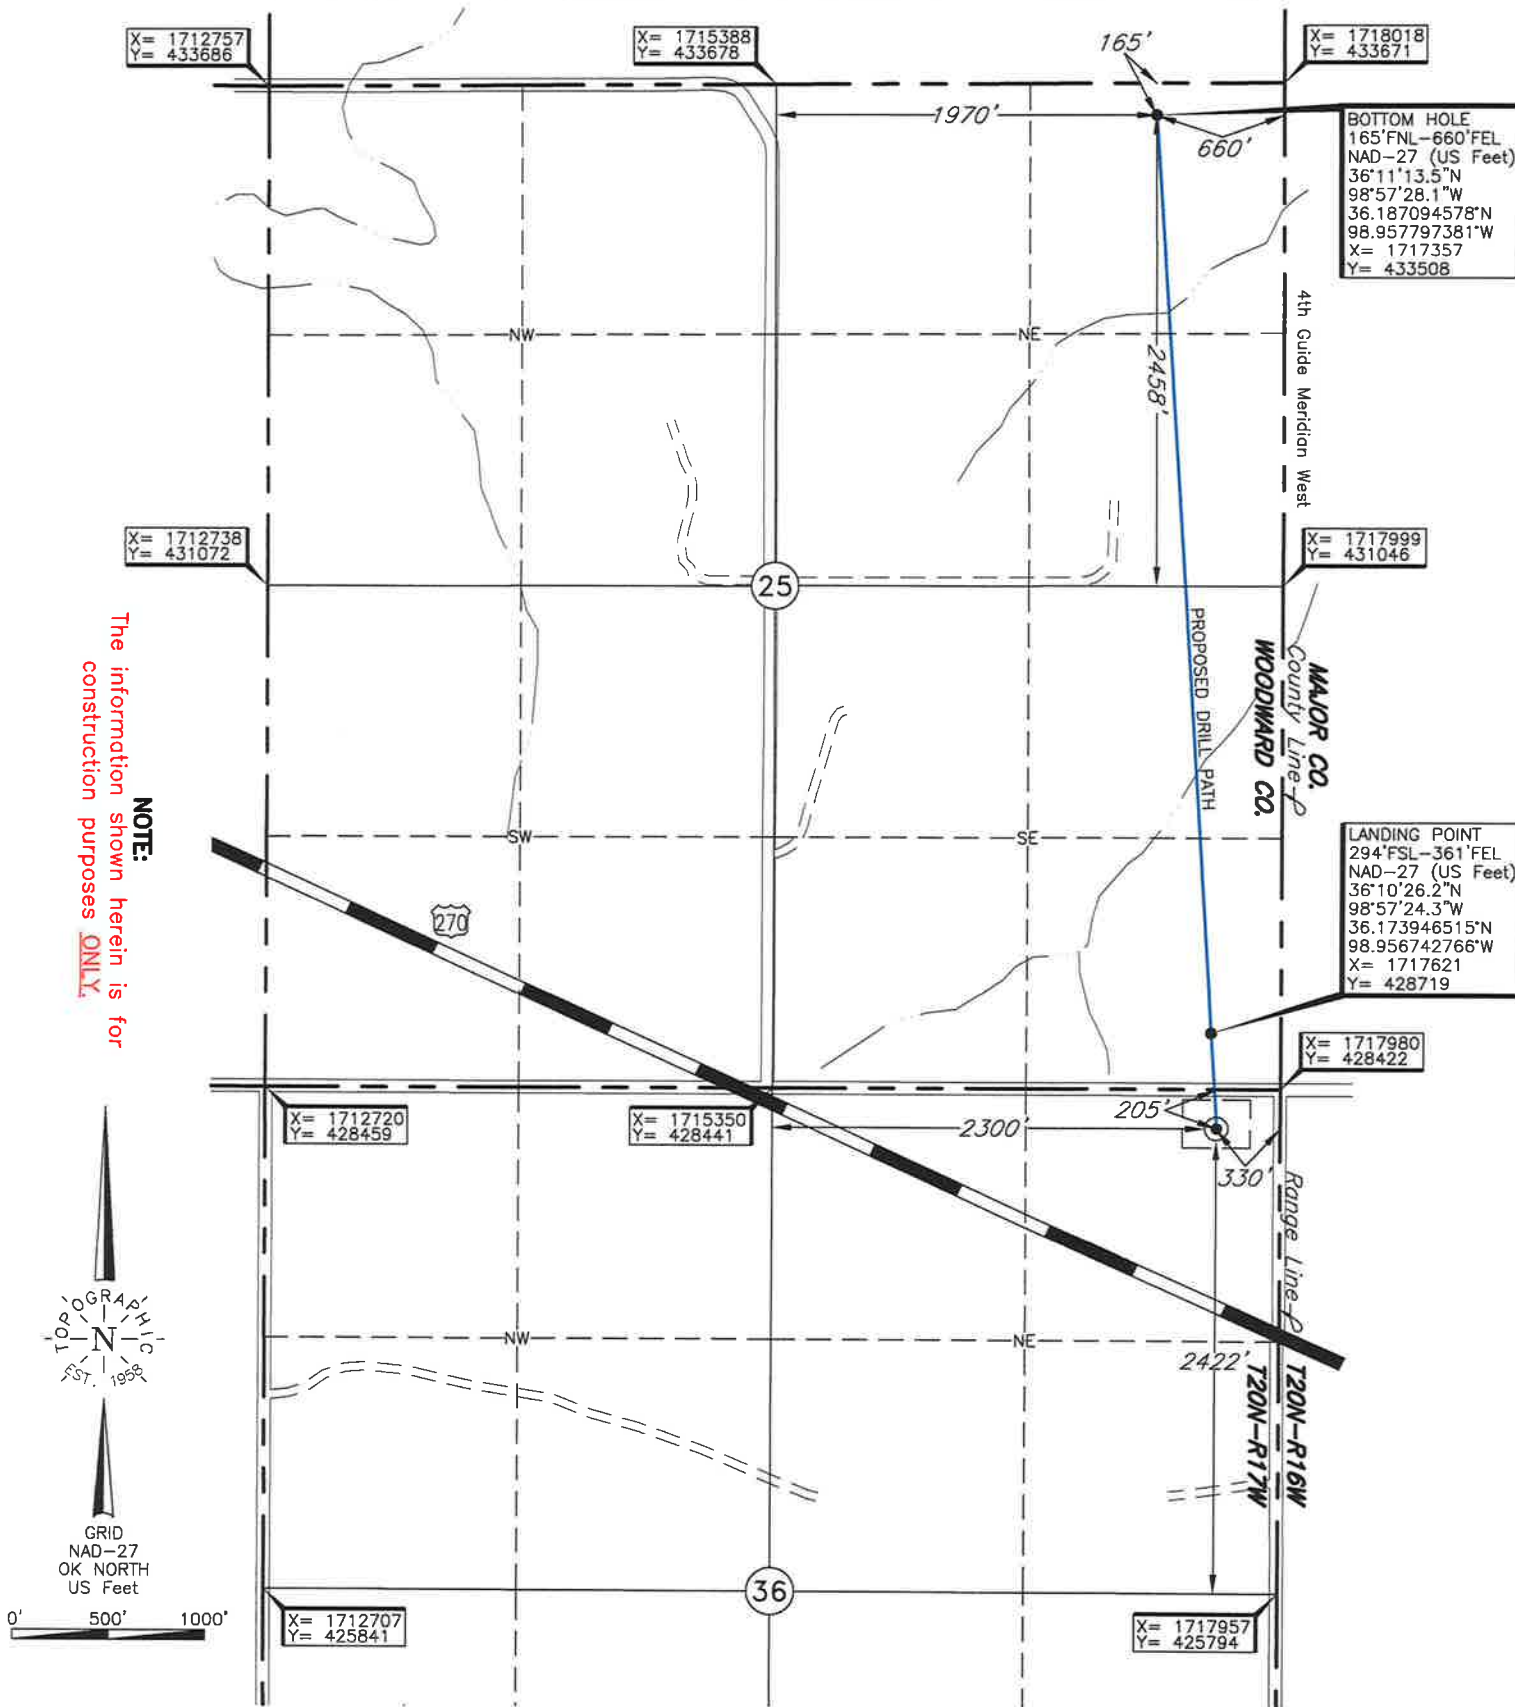 X= 1712757
Y= 433686
X= 1715388
Y= 433678
165'
X= 1718018
Y= 433671
1970'
660'
BOTTOM HOLE
165'FNL-660'FEL
NAD-27 (US Feet)
36°11'13.5"N
98°57'28.1"W
36.187094578°N
98.957797381°W
X= 1717357
Y= 433508
4th Guide Meridian West
NW
NE
2458'
X= 1712738
Y= 431072
X= 1717999
Y= 431046
25
PROPOSED DRILL PATH
MAJOR CO.
County Line
WOODWARD CO.
NOTE:
The information shown herein is for
construction purposes ONLY.
SW
SE
270
LANDING POINT
294'FSL-361'FEL
NAD-27 (US Feet)
36°10'26.2"N
98°57'24.3"W
36.173946515°N
98.956742766°W
X= 1717621
Y= 428719
X= 1717980
Y= 428422
X= 1712720
Y= 428459
X= 1715350
Y= 428441
205'
2300'
330'
Range Line
NW
NE
2422'
T20N-R16W
T20N-R17W
TOPOGRAPHIC
N
EST. 1958
GRID
NAD-27
OK NORTH
US Feet
0' 500' 1000'
36
X= 1712707
Y= 425841
X= 1717957
Y= 425794